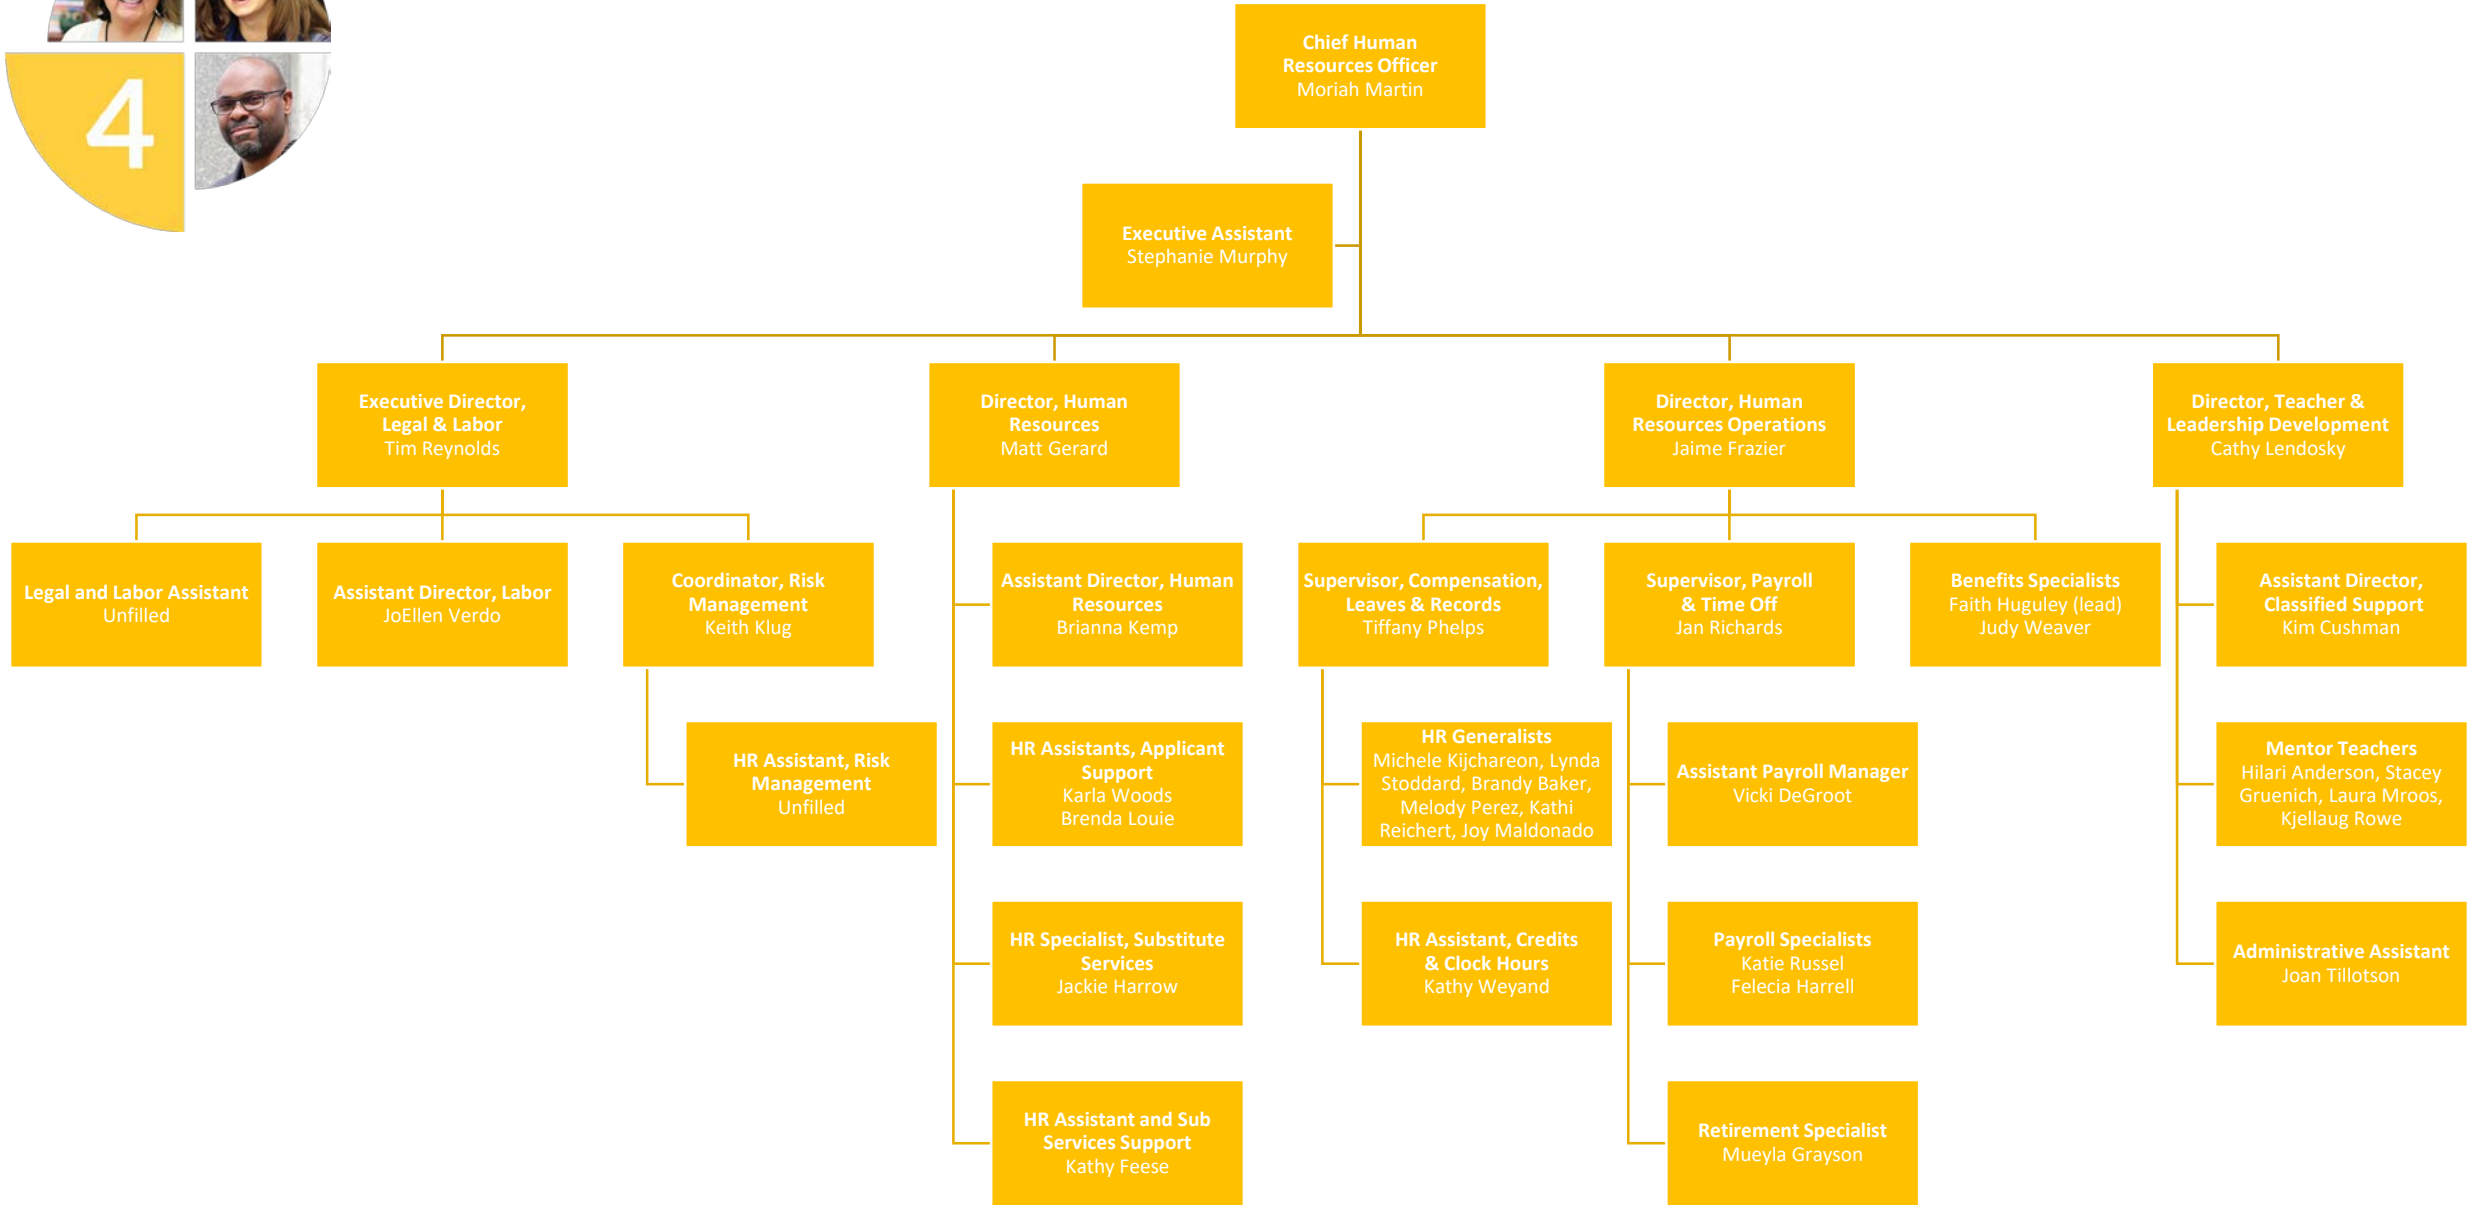 4
Chief Human
Resources Officer
Moriah Martin
Executive Assistant
Stephanie Murphy
Executive Director,
Legal & Labor
Tim Reynolds
Director, Human
Resources
Matt Gerard
Director, Human
Resources Operations
Jaime Frazier
Director, Teacher &
Leadership Development
Cathy Lendosky
Legal and Labor Assistant
Unfilled
Assistant Director, Labor
JoEllen Verdo
Coordinator, Risk
Management
Keith Klug
HR Assistant, Risk
Management
Unfilled
Assistant Director, Human
Resources
Brianna Kemp
HR Assistants, Applicant
Support
Karla Woods
Brenda Louie
HR Specialist, Substitute
Services
Jackie Harrow
HR Assistant and Sub
Services Support
Kathy Feese
Supervisor, Compensation,
Leaves & Records
Tiffany Phelps
HR Generalists
Michele Kijchareon, Lynda
Stoddard, Brandy Baker,
Melody Perez, Kathi
Reichert, Joy Maldonado
HR Assistant, Credits
& Clock Hours
Kathy Weyand
Supervisor, Payroll
& Time Off
Jan Richards
Assistant Payroll Manager
Vicki DeGroot
Payroll Specialists
Katie Russel
Felecia Harrell
Retirement Specialist
Mueyla Grayson
Benefits Specialists
Faith Huguley (lead)
Judy Weaver
Assistant Director,
Classified Support
Kim Cushman
Mentor Teachers
Hilari Anderson, Stacey
Gruenich, Laura Mroos,
Kjellaug Rowe
Administrative Assistant
Joan Tillotson